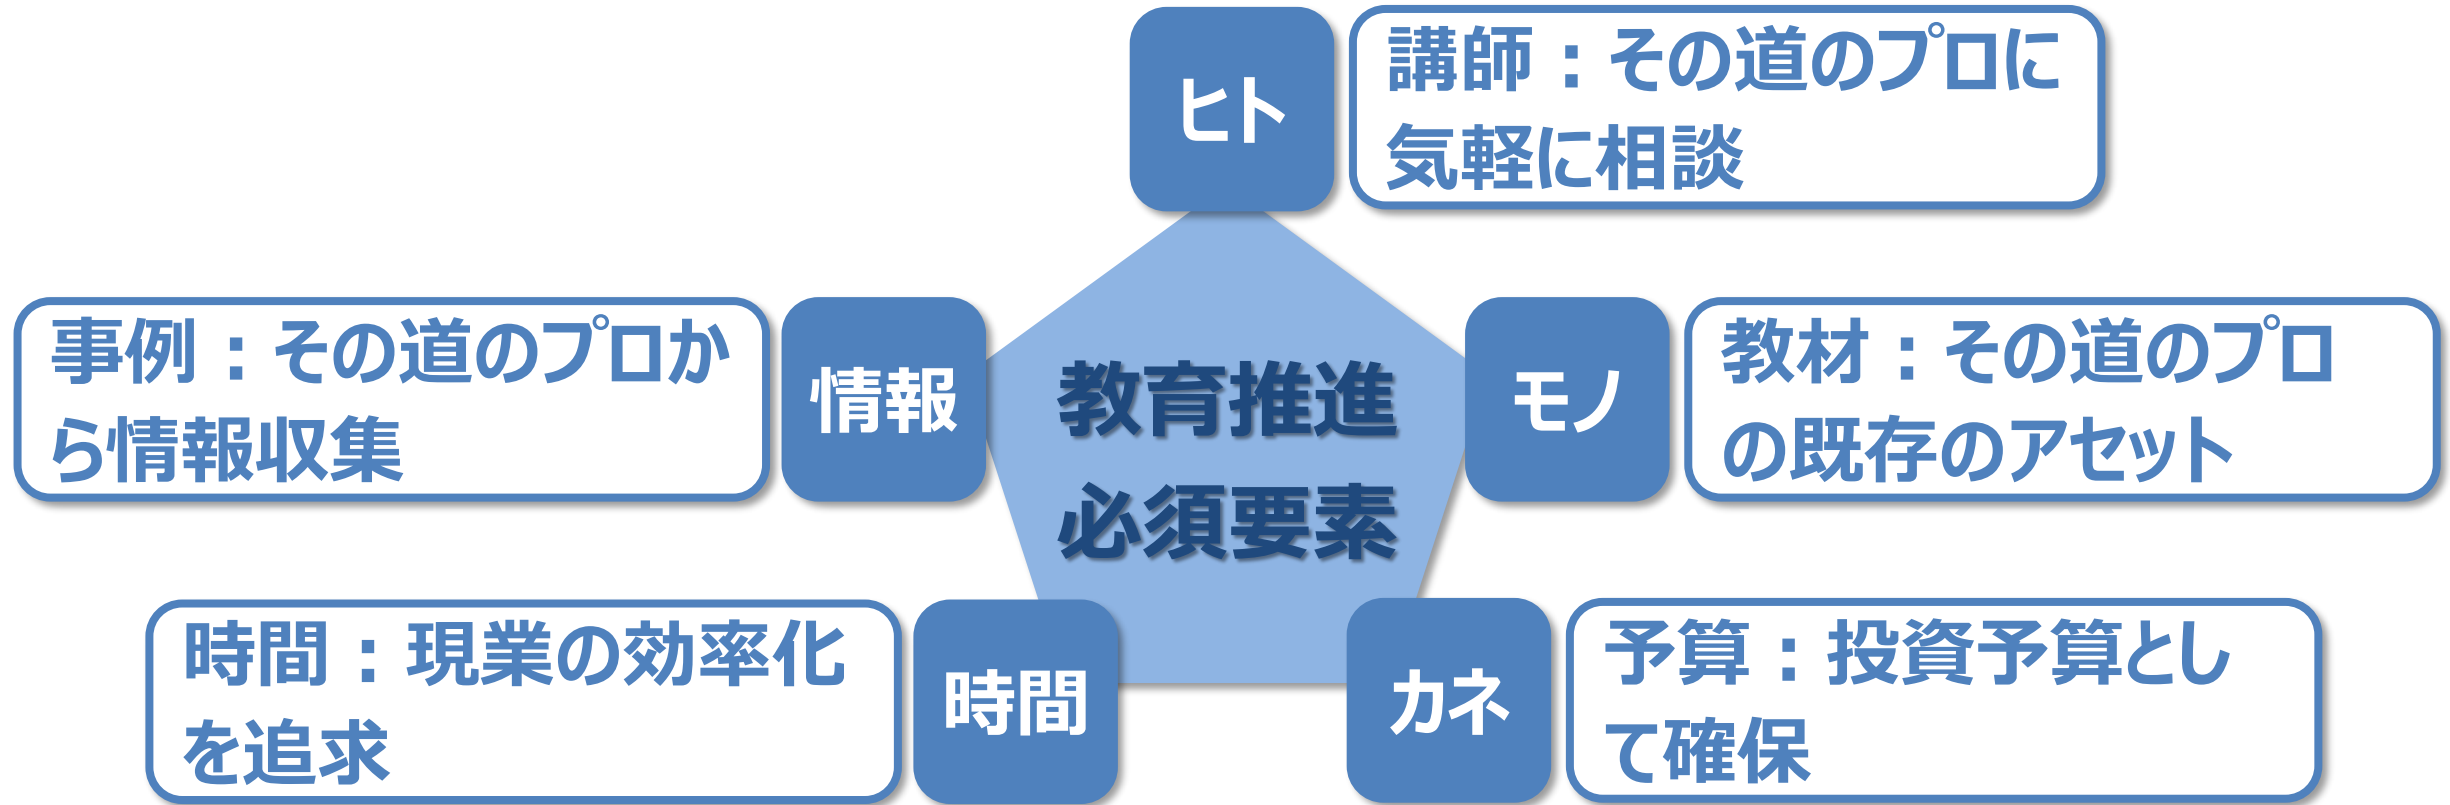 ヒト
講師：その道のプロに
気軽に相談
事例：その道のプロか
ら情報収集
情報
教育推進
必須要素
モノ
教材：その道のプロ
の既存のアセット
時間：現業の効率化
を追求
時間
カネ
予算：投資予算とし
て確保